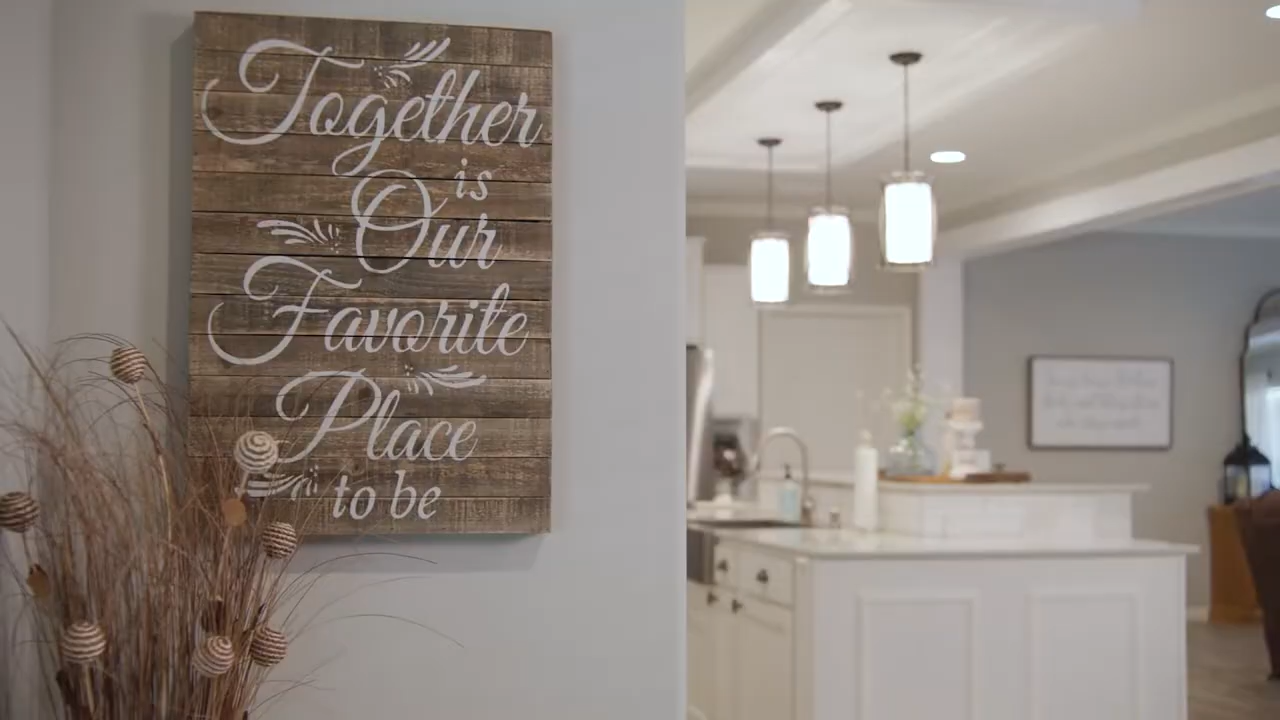 Together
is
Our
Favorite
Place
to be